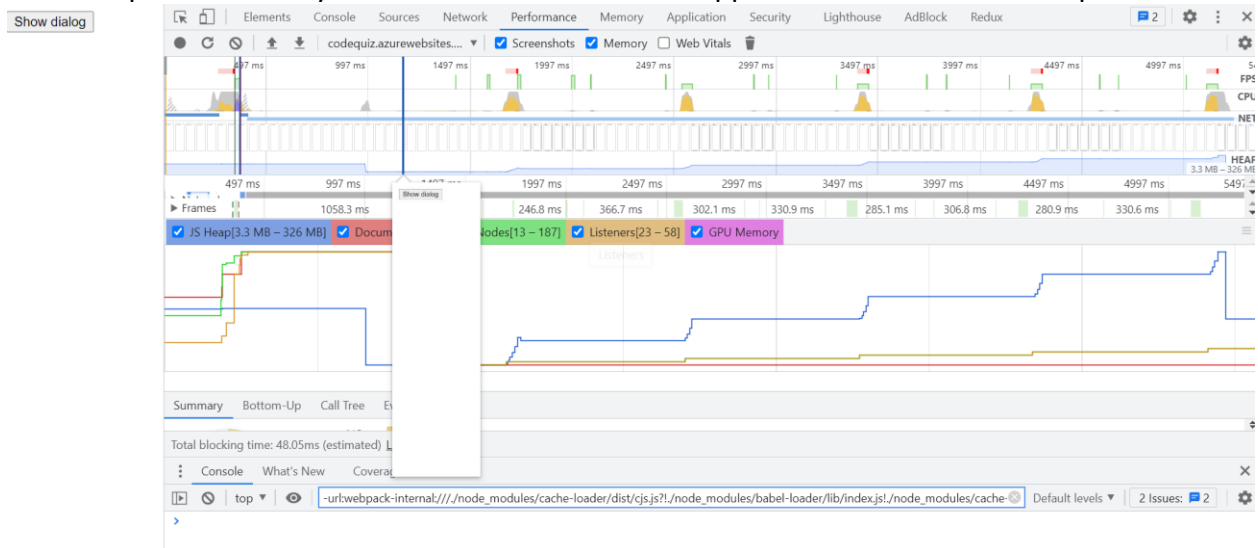 Show dialog
Elements Console Sources Network Performance Memory Application Security Lighthouse AdBlock Redux 2
codequiz.azurewebsites.... Screenshots Memory Web Vitals
497 ms 997 ms 1497 ms 1997 ms 2497 ms 2997 ms 3497 ms 3997 ms 4497 ms 4997 ms
FPS
CPU
NET
HEAP
3.3 MB – 326 MB
497 ms 997 ms 1997 ms 2497 ms 2997 ms 3497 ms 3997 ms 4497 ms 4997 ms 5497
Show dialog
Frames 1058.3 ms 246.8 ms 366.7 ms 302.1 ms 330.9 ms 285.1 ms 306.8 ms 280.9 ms 330.6 ms
JS Heap[3.3 MB – 326 MB] Docum Nodes[13 – 187] Listeners[23 – 58] GPU Memory
Listeners
Summary Bottom-Up Call Tree Ev
Total blocking time: 48.05ms (estimated) L
Console What's New Coverag
top -url:webpack-internal:///./node_modules/cache-loader/dist/cjs.js?!./node_modules/babel-loader/lib/index.js!./node_modules/cache- Default levels 2 Issues: 2